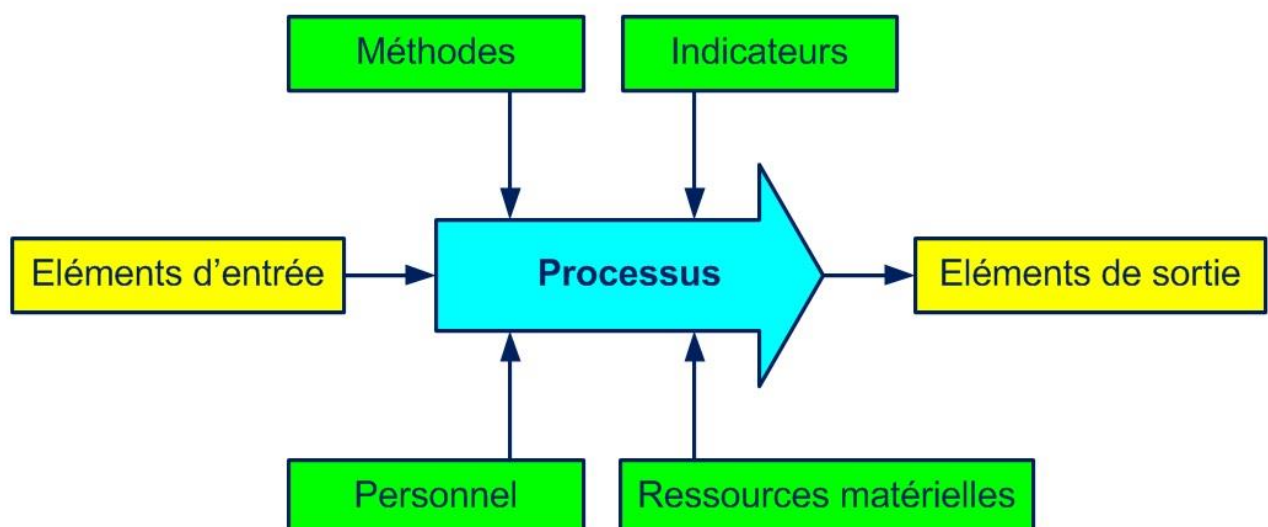 Méthodes
Indicateurs
Eléments d’entrée
Processus
Eléments de sortie
Personnel
Ressources matérielles